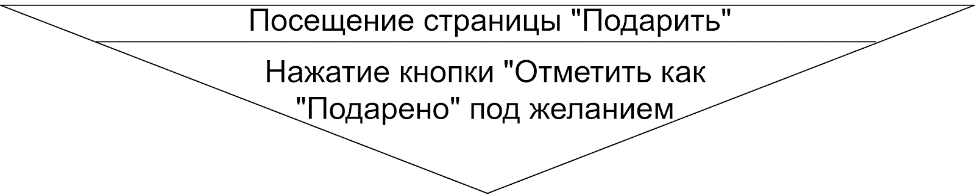 Посещение страницы "Подарить"
Нажатие кнопки "Отметить как
"Подарено" под желанием